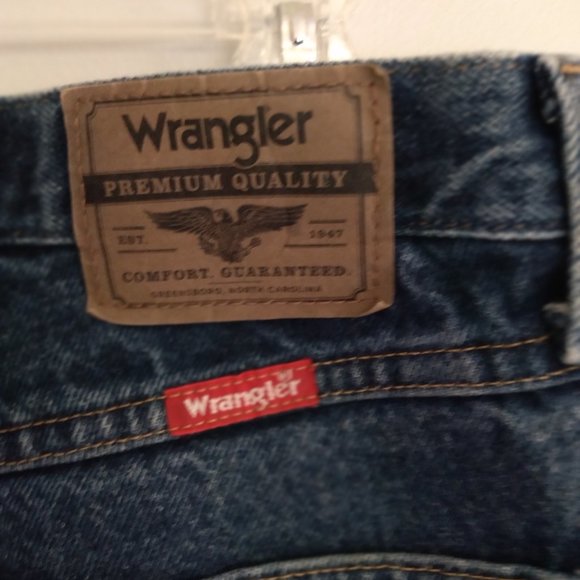 Wrangler
PREMIUM QUALITY
EST. 1947
COMFORT. GUARANTEED.
GREENSBORO, NORTH CAROLINA
Wrangler